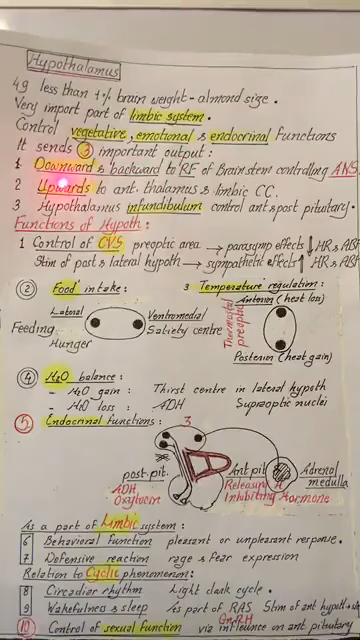 Hypothalamus
4g less than 1% brain weight - almond size.
Very import part of limbic system.
Control vegetative, emotional & endocrinal functions
It sends 3 important output:
1 Downward & backward to RF of Brain stem controlling ANS.
2 Upwards to ant. thalamus & limbic CC.
3 Hypothalamus infundibulum control ant & post pituitary.
Functions of Hypoth:
1 Control of CVS preoptic area → parasymp effects ↓ HR & ABP
Stim of post & lateral hypoth → sympathetic effects ↑ HR & ABP
2 Food intake:
3 Temperature regulation:
Anterior (heat loss)
Lateral
Ventromedial
Feeding
Satiety centre
Hunger
Thermostat
preoptic
Posterior (heat gain)
4 H2O balance:
- H2O gain: Thirst centre in lateral hypoth
- H2O loss: ADH Supraoptic nuclei
5 Endocrinal Functions:
3
post-pit
Ant pit
Adrenal
medulla
ADH
Oxytocin
Releasing H
Inhibiting Hormone
As a part of Limbic system:
6 Behavioral function pleasant or unpleasant response.
7 Defensive reaction rage & fear expression
Relation to Cyclic phenomenon:
8 Circadian rhythm Light dark cycle.
9 Wakefulness & sleep As part of RAS Stim of ant hypoth →
GnRH
10 Control of sexual function via influence on ant pituitary